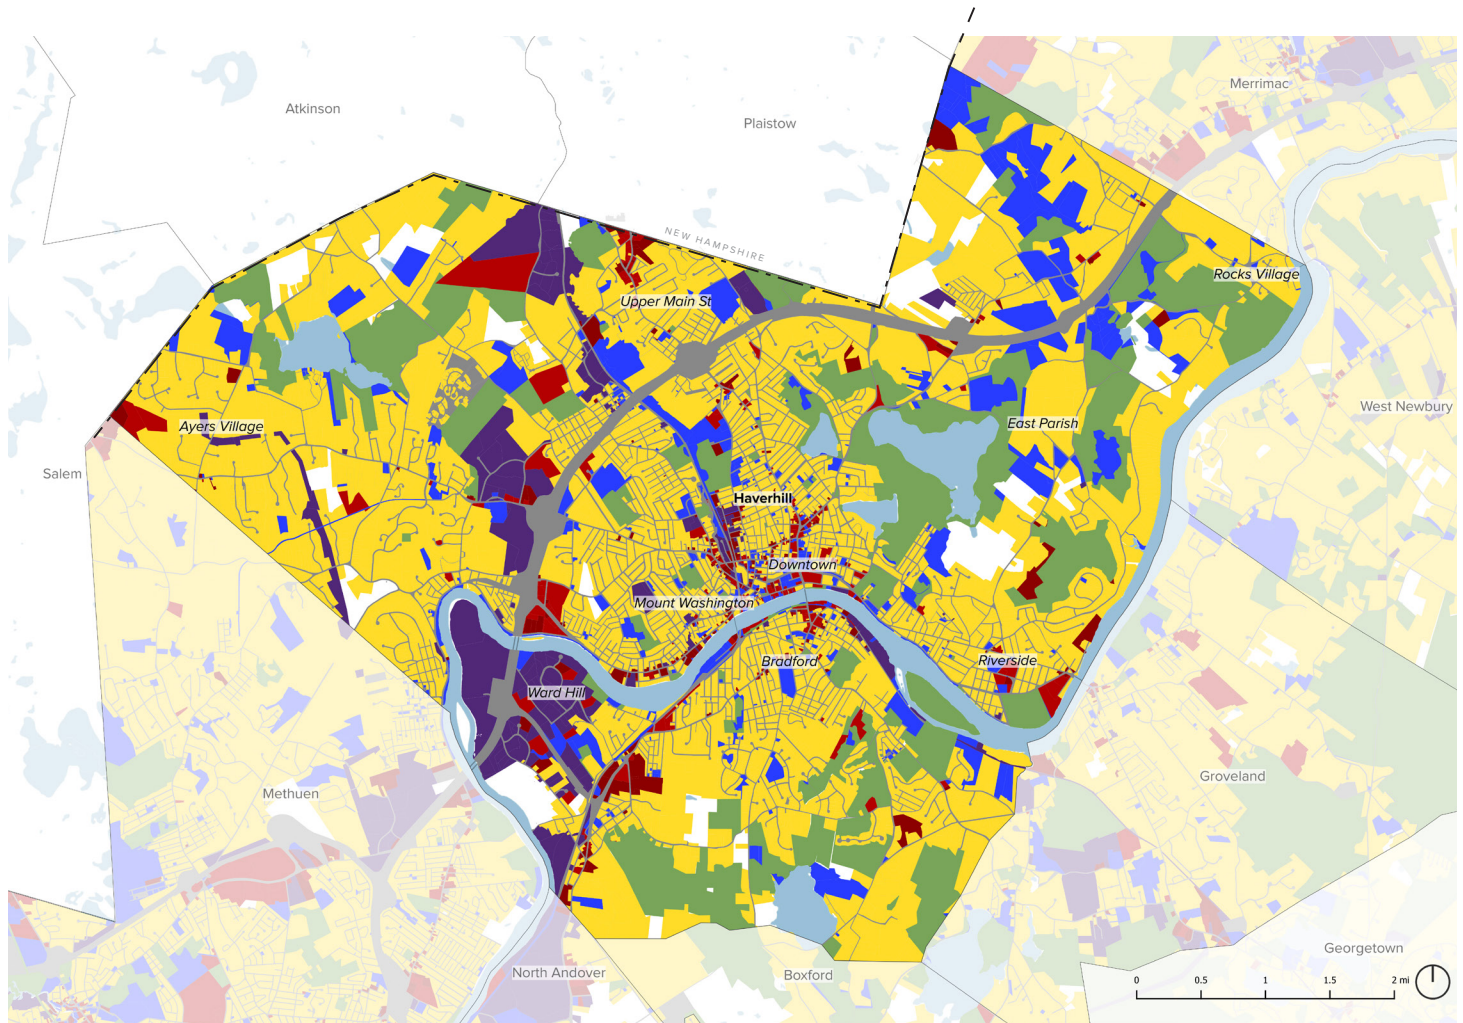 Merrimac
Atkinson
Plaistow
NEW HAMPSHIRE
Rocks Village
Upper Main St
West Newbury
Ayers Village
East Parish
Salem
Haverhill
Downtown
Mount Washington
Bradford
Riverside
Ward Hill
Groveland
Methuen
Georgetown
North Andover
Boxford
0 0.5 1 1.5 2 mi